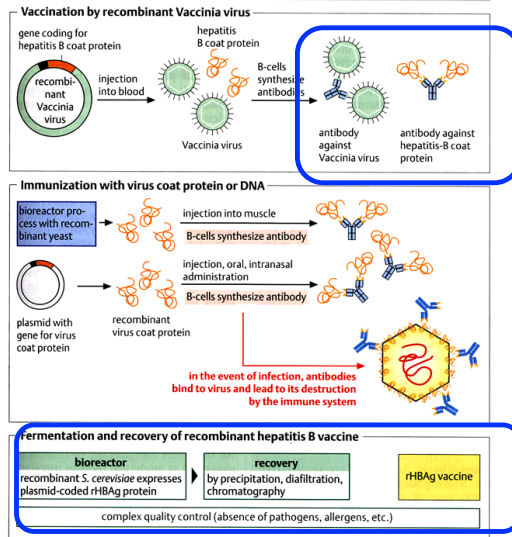 Vaccination by recombinant Vaccinia virus
gene coding for
hepatitis B coat protein
recombi-
nant
Vaccinia
virus
injection
into blood
hepatitis
B coat protein
Vaccinia virus
B-cells
synthesize
antibodies
antibody
against
Vaccinia virus
antibody against
hepatitis-B coat
protein
Immunization with virus coat protein or DNA
bioreactor pro-
cess with recom-
binant yeast
injection into muscle
B-cells synthesize antibody
injection, oral, intranasal
administration
B-cells synthesize antibody
plasmid with
gene for virus
coat protein
recombinant
virus coat protein
in the event of infection, antibodies
bind to virus and lead to its destruction
by the immune system
Fermentation and recovery of recombinant hepatitis B vaccine
bioreactor
recombinant S. cerevisiae expresses
plasmid-coded rHBAg protein
recovery
by precipitation, diafiltration,
chromatography
rHBAg vaccine
complex quality control (absence of pathogens, allergens, etc.)